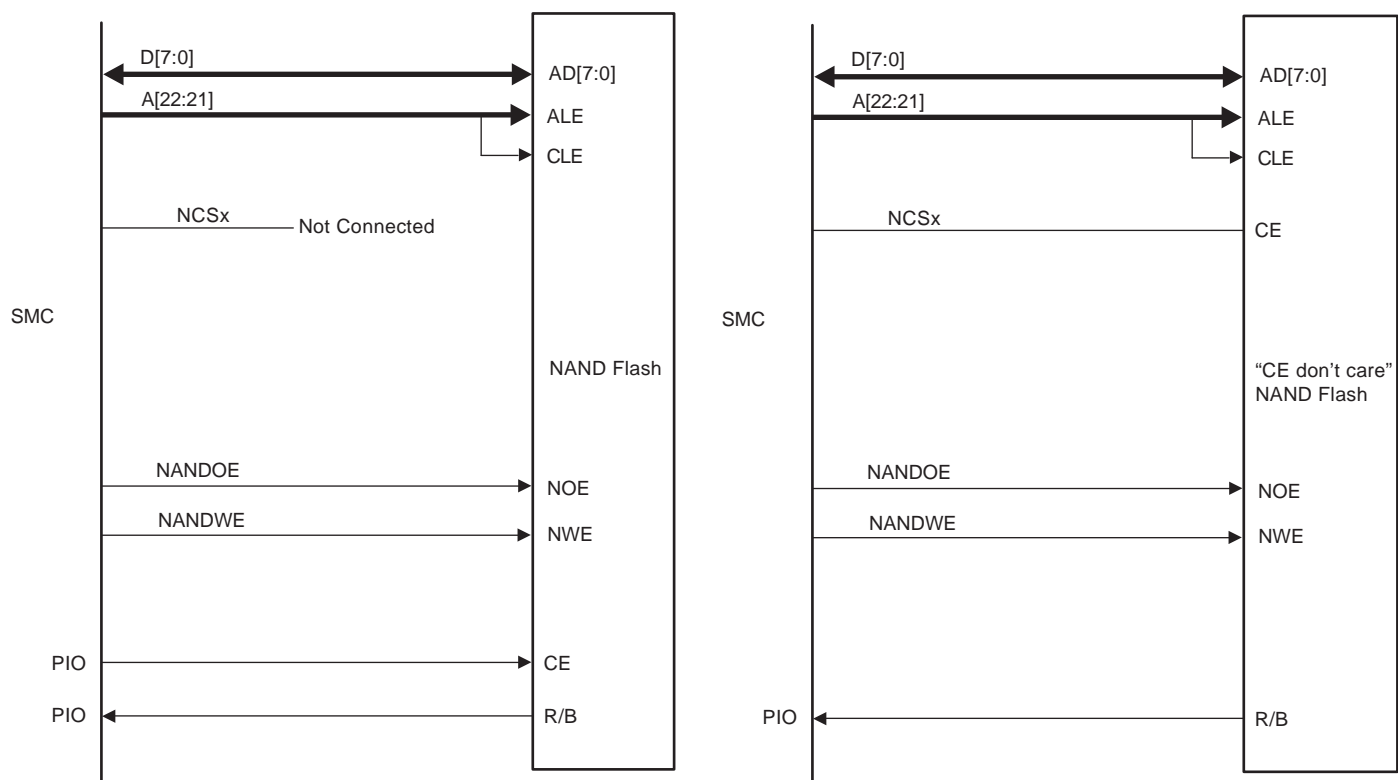 D[7:0]
AD[7:0]
A[22:21]
ALE
CLE
NCSx
Not Connected
SMC
NAND Flash
NANDOE
NOE
NANDWE
NWE
PIO
CE
PIO
R/B
D[7:0]
AD[7:0]
A[22:21]
ALE
CLE
NCSx
CE
SMC
“CE don’t care”
NAND Flash
NANDOE
NOE
NANDWE
NWE
PIO
R/B